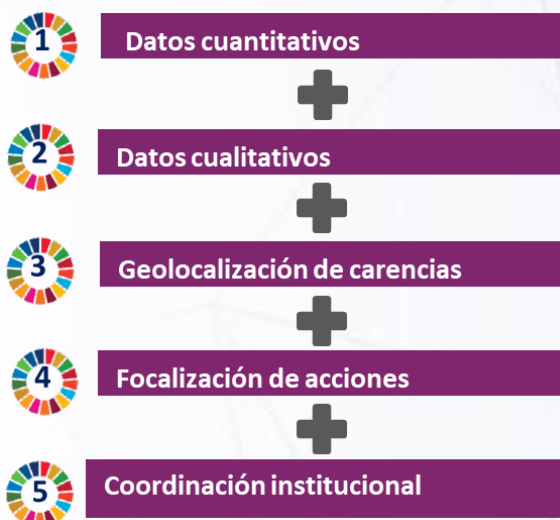 1 Datos cuantitativos
2 Datos cualitativos
3 Geolocalización de carencias
4 Focalización de acciones
5 Coordinación institucional